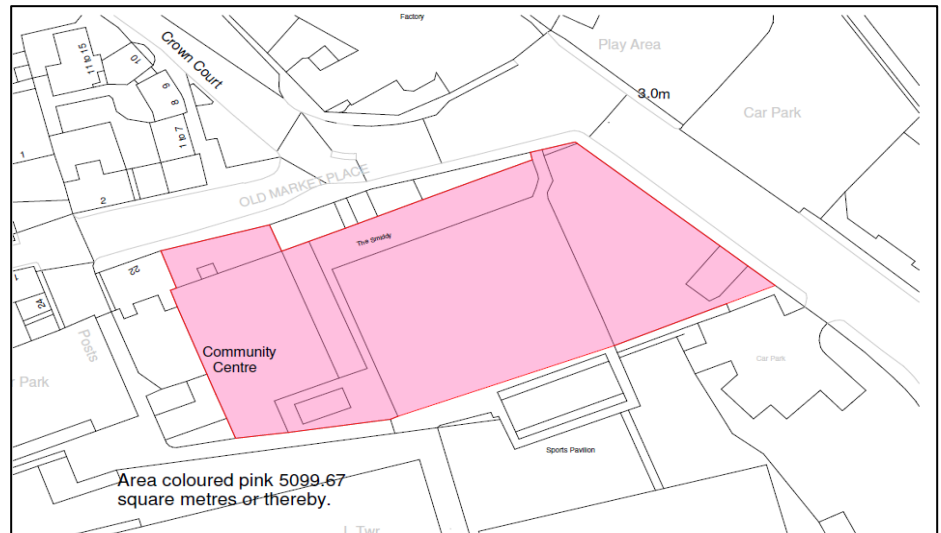 Factory
Play Area
Crown Court
11 to 15
10
9
8
1 to 7
3.0m
Car Park
1
2
OLD MARKET PLACE
The Smiddy
22
1
24
Posts
Community
Centre
Car Park
r Park
Sports Pavilion
Area coloured pink 5099.67
square metres or thereby.
L Twr